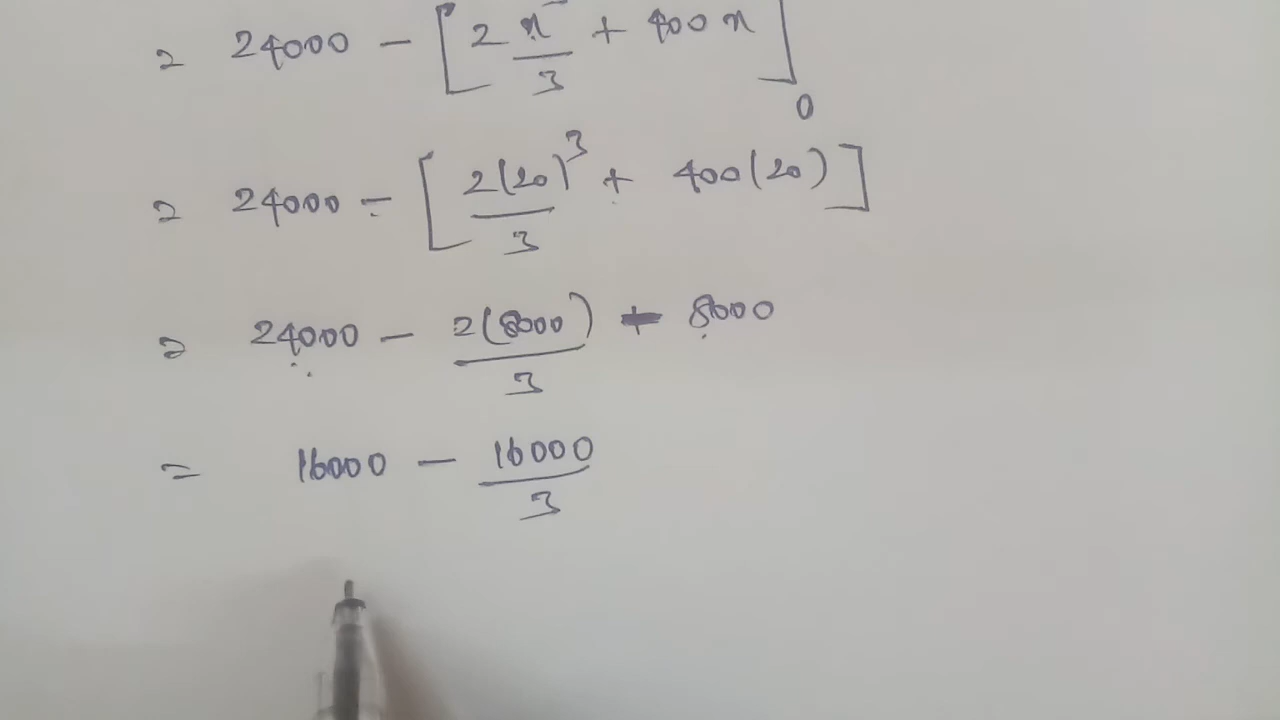 = 24000 - [2x/3 + 400x]₀
= 24000 - [2(20)³/3 + 400(20)]
= 24000 - 2(8000)/3 - 8000
= 16000 - 16000/3